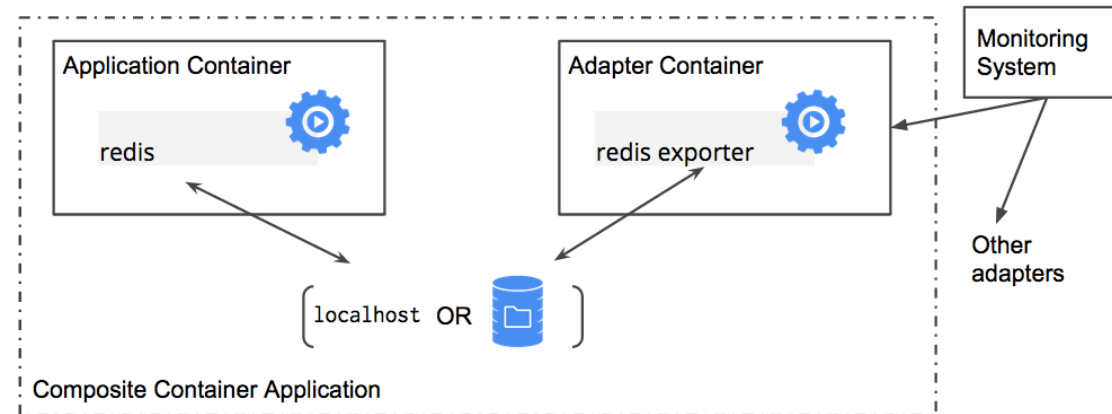 Application Container
redis
Adapter Container
redis exporter
Monitoring
System
Other
adapters
localhost OR
Composite Container Application